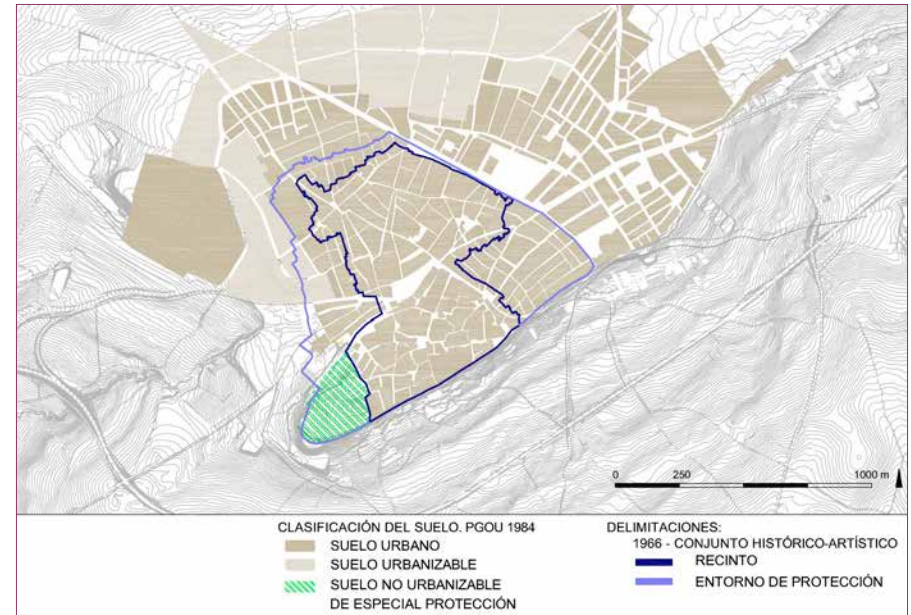 0 250 1000 m
CLASIFICACIÓN DEL SUELO. PGOU 1984
SUELO URBANO
SUELO URBANIZABLE
SUELO NO URBANIZABLE
DE ESPECIAL PROTECCIÓN
DELIMITACIONES:
1966 - CONJUNTO HISTÓRICO-ARTÍSTICO
RECINTO
ENTORNO DE PROTECCIÓN